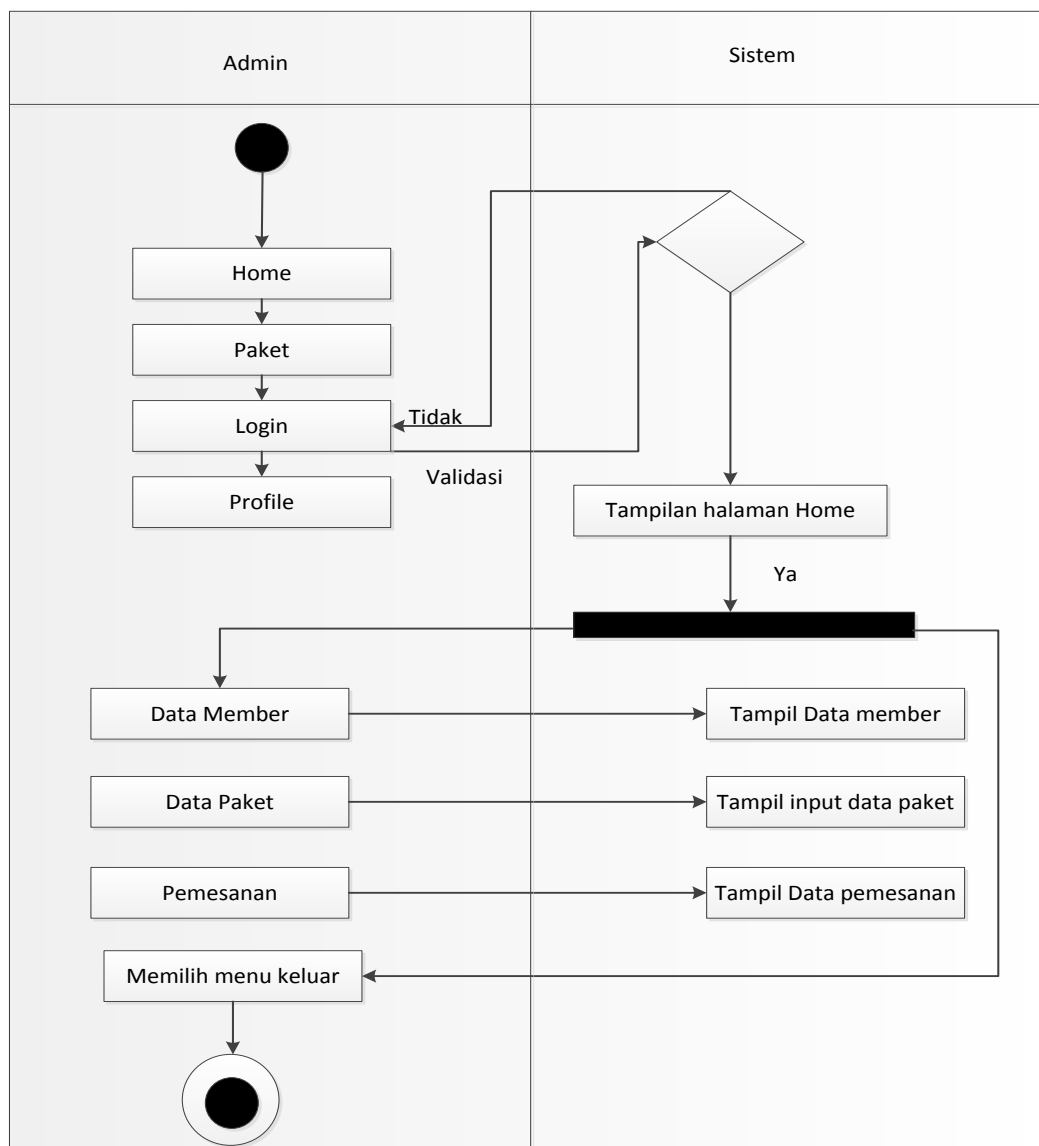 Admin
Sistem
Home
Paket
Login
Tidak
Validasi
Profile
Tampilan halaman Home
Ya
Data Member
Tampil Data member
Data Paket
Tampil input data paket
Pemesanan
Tampil Data pemesanan
Memilih menu keluar